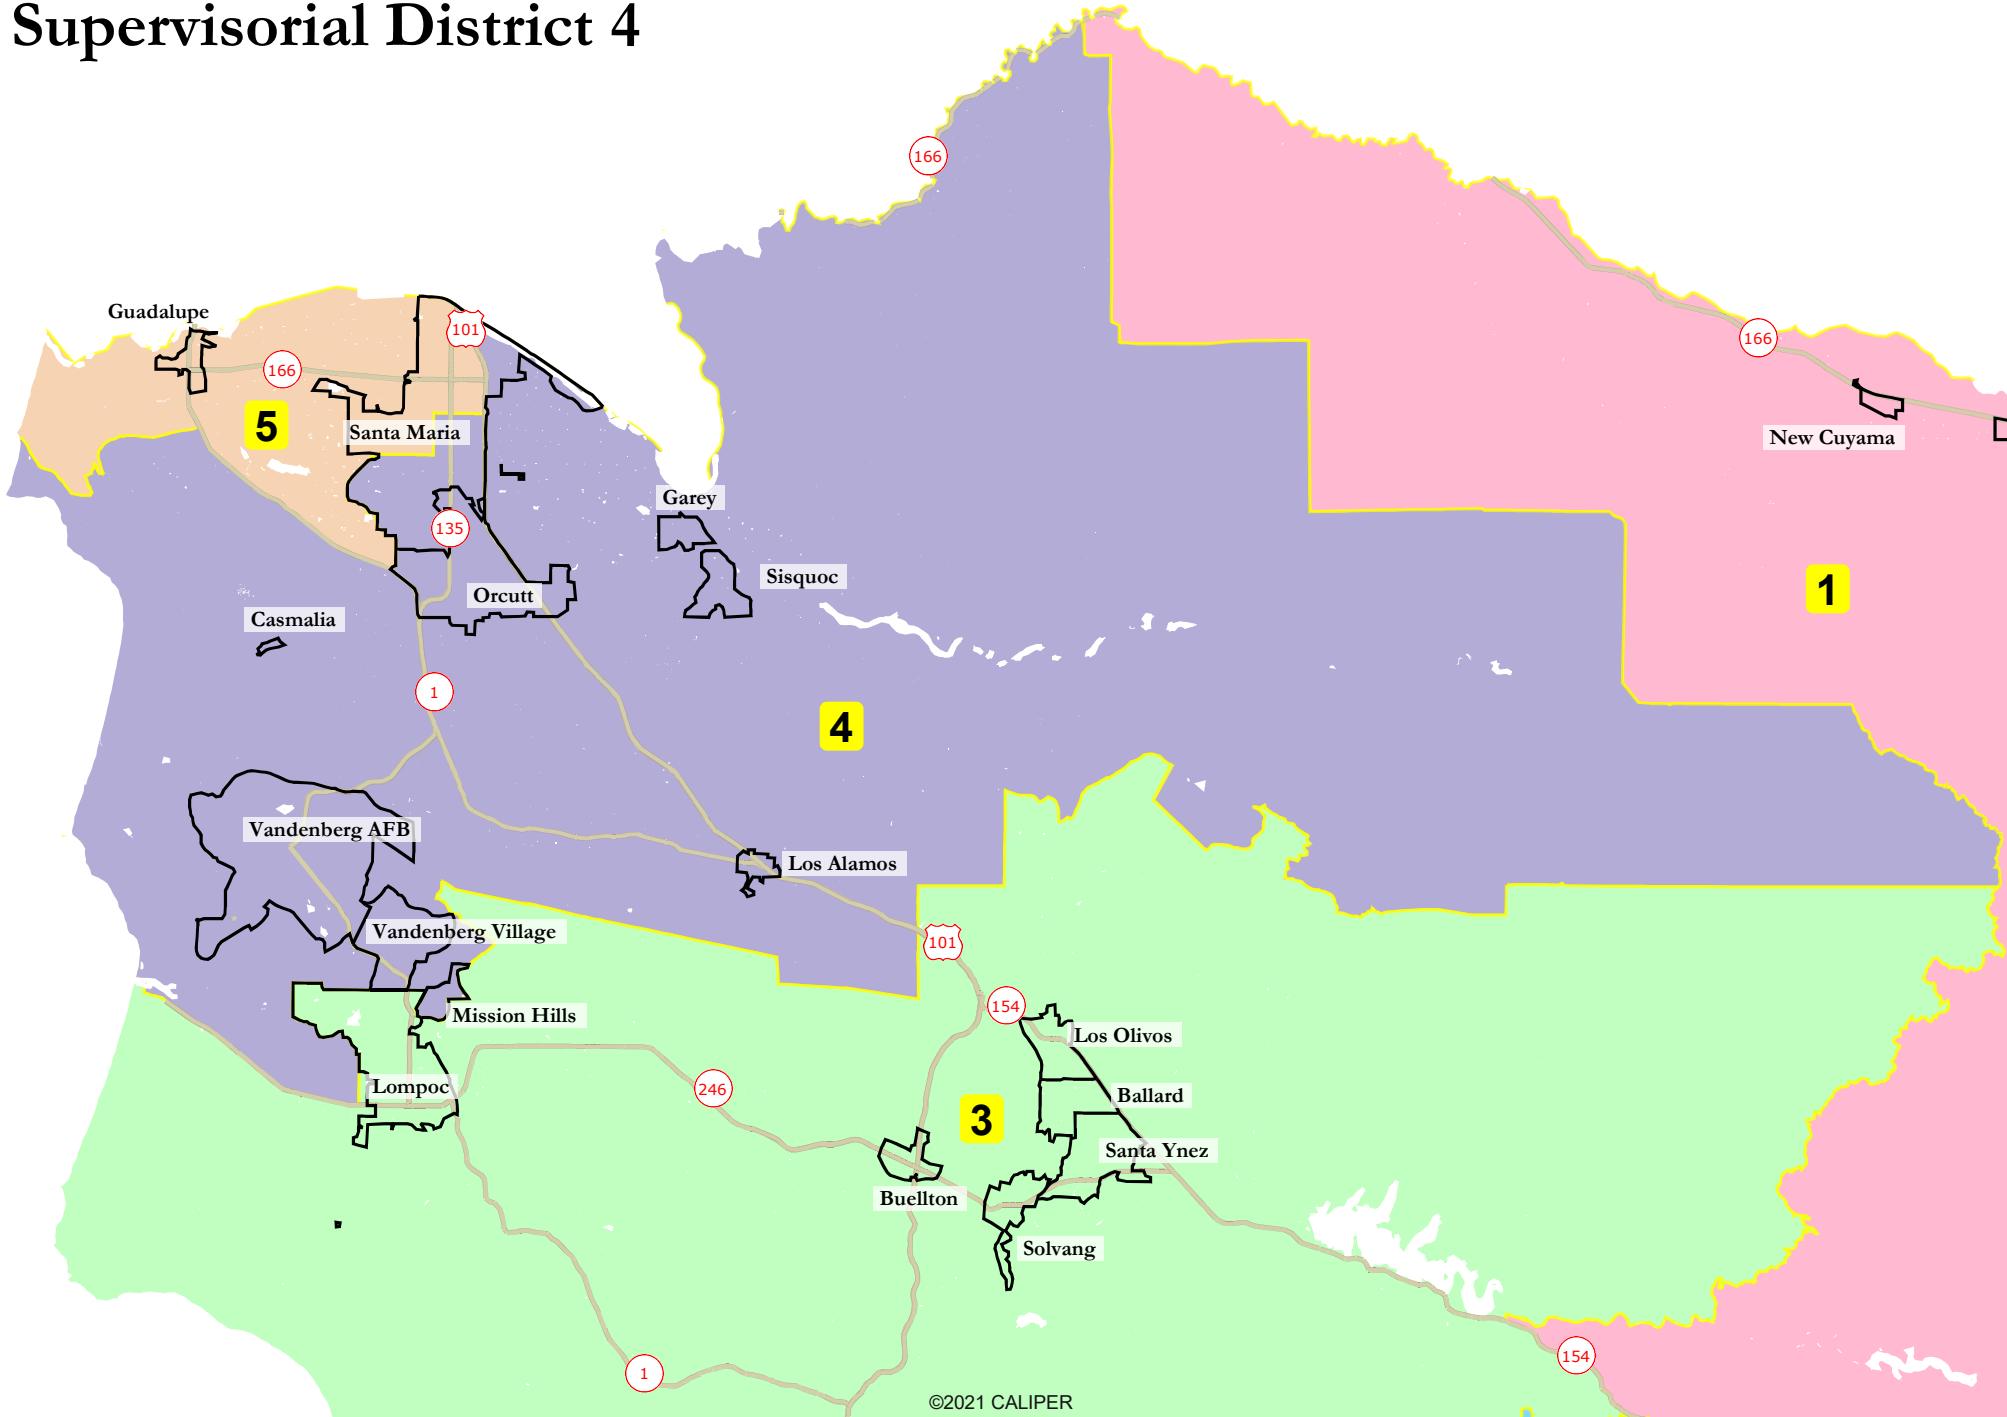 Supervisorial District 4
166
Guadalupe
101
166
166
5
Santa Maria
New Cuyama
Garey
135
Sisquoc
1
Orcutt
Casmalia
1
4
Vandenberg AFB
Los Alamos
Vandenberg Village
101
154
Mission Hills
Los Olivos
Lompoc
246
Ballard
3
Santa Ynez
Buellton
Solvang
154
1
©2021 CALIPER